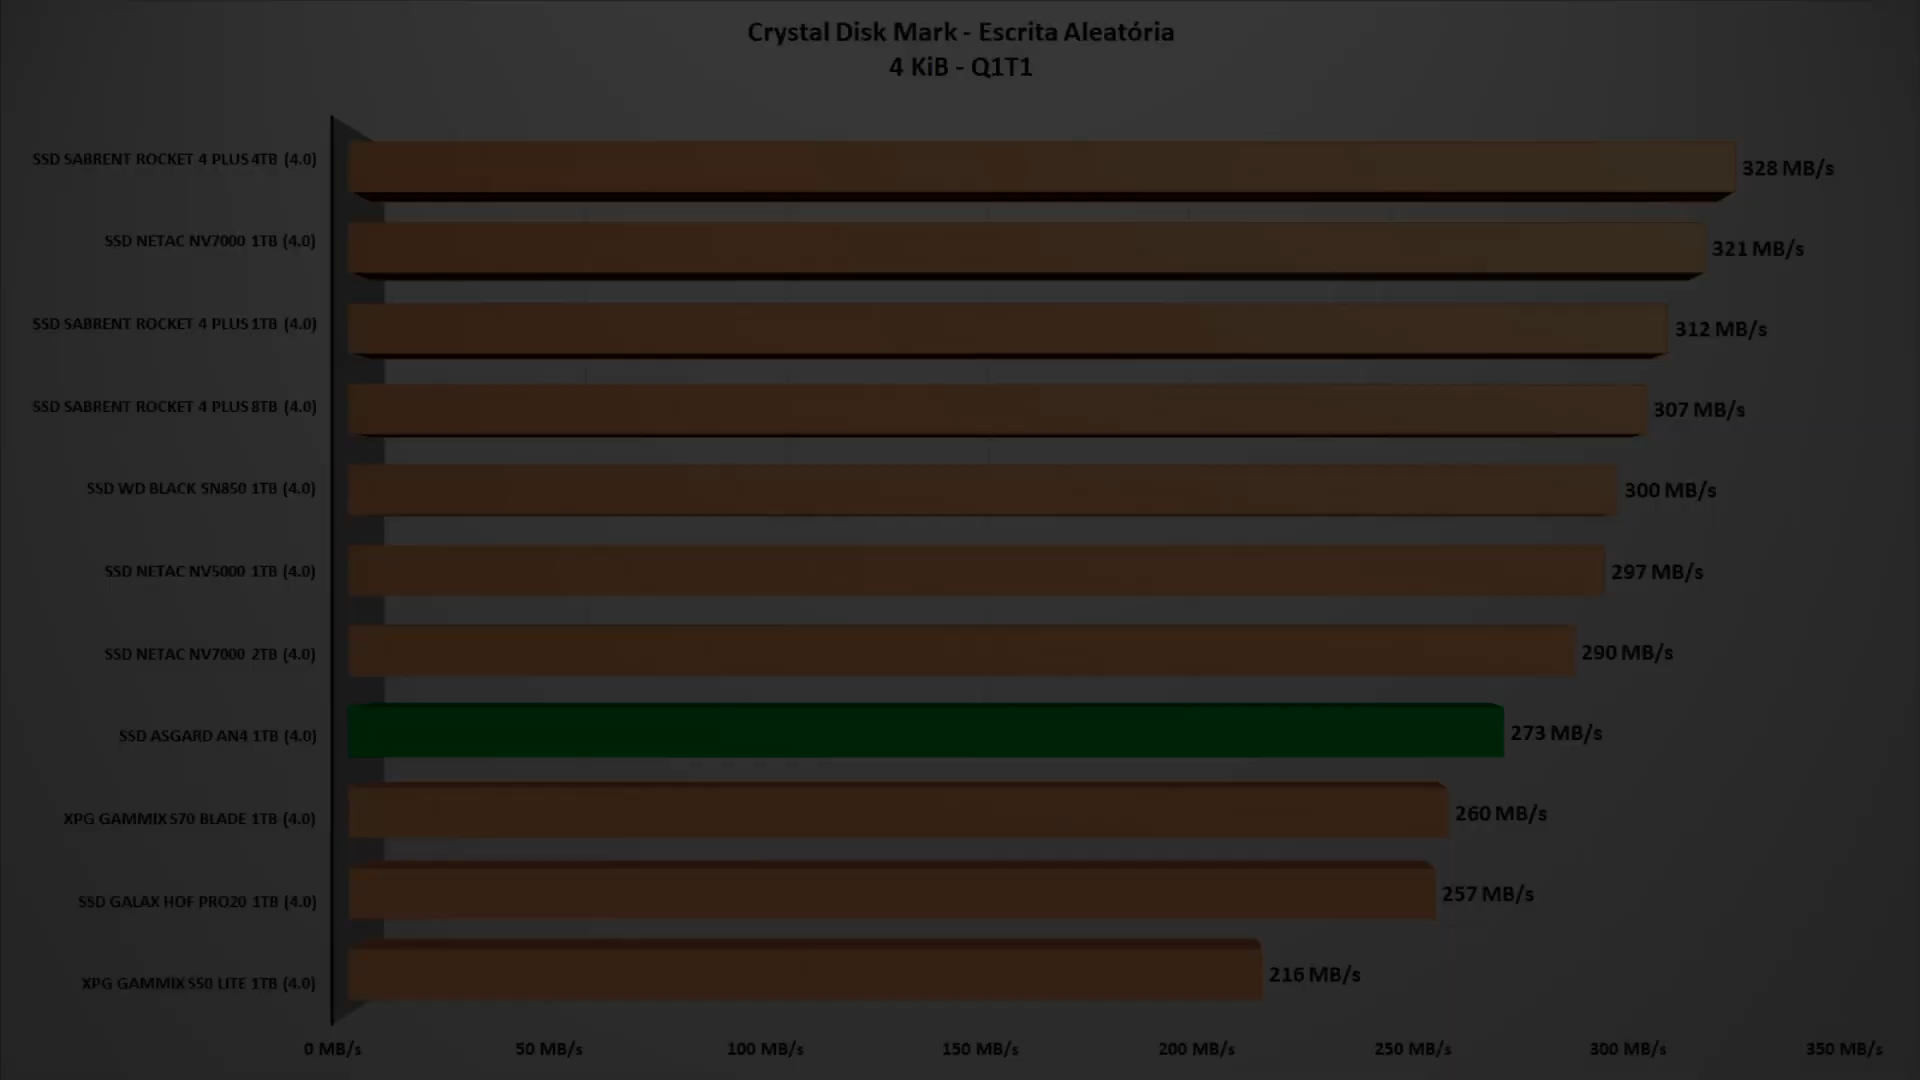 Crystal Disk Mark - Escrita Aleatória
4 KiB - Q1T1
SSD SABRENT ROCKET 4 PLUS 4TB (4.0)
328 MB/s
SSD NETAC NV7000 1TB (4.0)
321 MB/s
SSD SABRENT ROCKET 4 PLUS 1TB (4.0)
312 MB/s
SSD SABRENT ROCKET 4 PLUS 8TB (4.0)
307 MB/s
SSD WD BLACK SN850 1TB (4.0)
300 MB/s
SSD NETAC NV5000 1TB (4.0)
297 MB/s
SSD NETAC NV7000 2TB (4.0)
290 MB/s
SSD ASGARD AN4 1TB (4.0)
273 MB/s
XPG GAMMIX S70 BLADE 1TB (4.0)
260 MB/s
SSD GALAX HOF PRO20 1TB (4.0)
257 MB/s
XPG GAMMIX S50 LITE 1TB (4.0)
216 MB/s
0 MB/s 50 MB/s 100 MB/s 150 MB/s 200 MB/s 250 MB/s 300 MB/s 350 MB/s